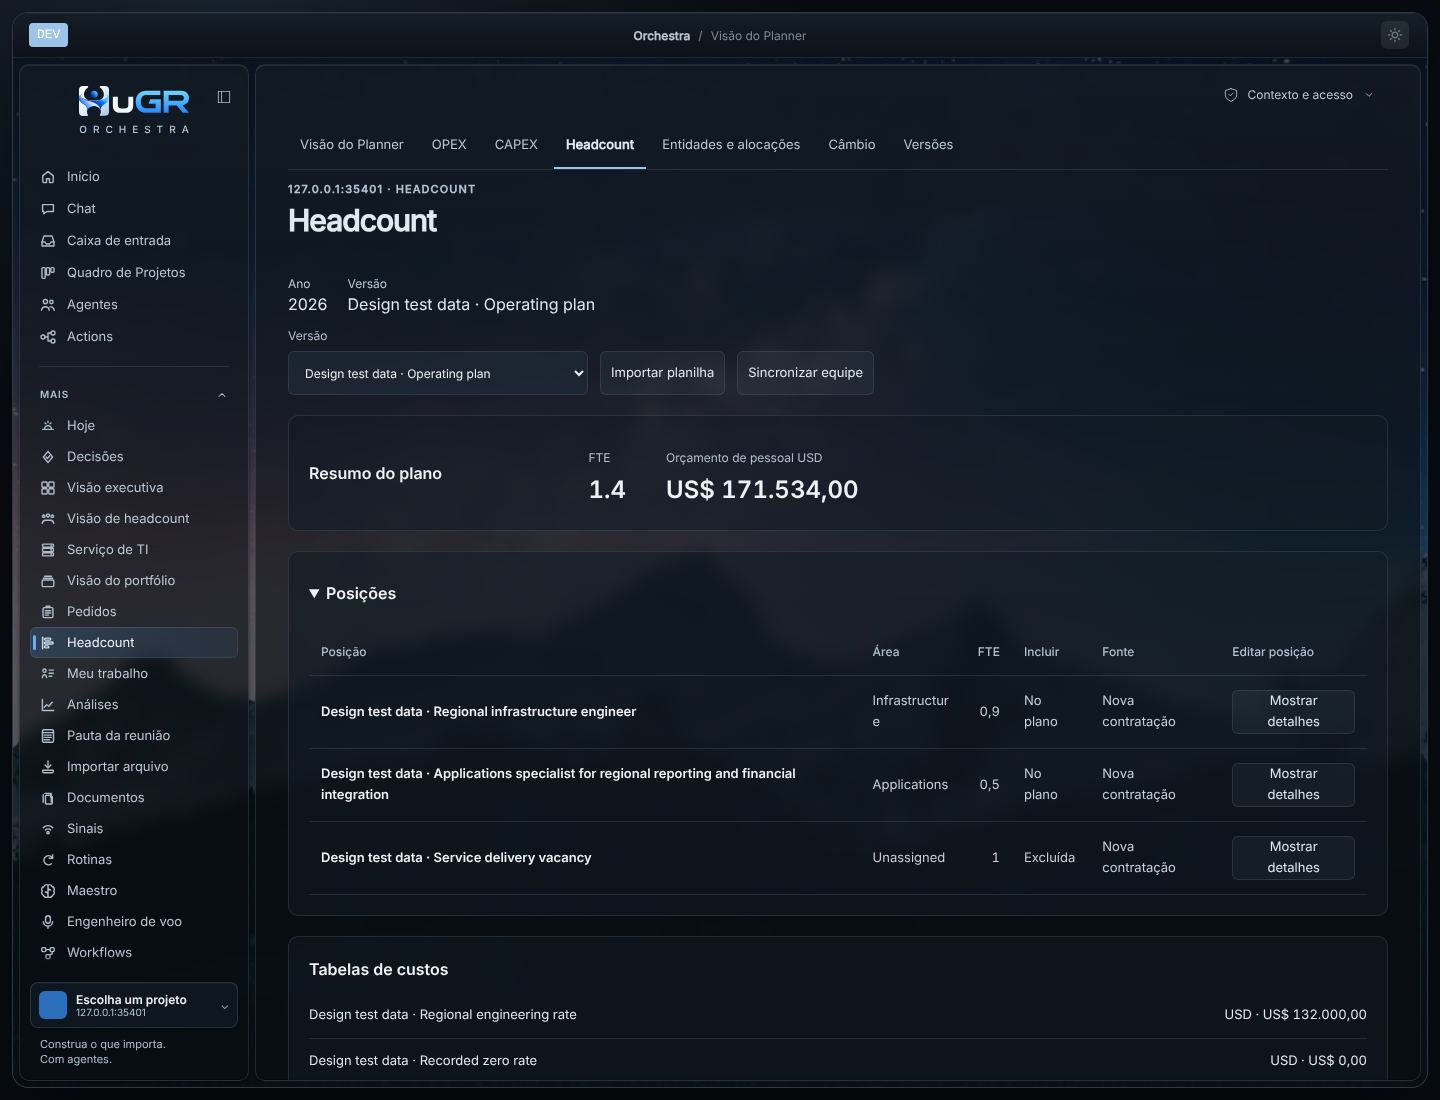 DEV
Orchestra / Visão do Planner
HuGR
ORCHESTRA
Contexto e acesso
Início
Chat
Caixa de entrada
Quadro de Projetos
Agentes
Actions
MAIS
Hoje
Decisões
Visão executiva
Visão de headcount
Serviço de TI
Visão do portfólio
Pedidos
Headcount
Meu trabalho
Análises
Pauta da reunião
Importar arquivo
Documentos
Sinais
Rotinas
Maestro
Engenheiro de voo
Workflows
Escolha um projeto
127.0.0.1:35401
Construa o que importa.
Com agentes.
Visão do Planner OPEX CAPEX Headcount Entidades e alocações Câmbio Versões
127.0.0.1:35401 · HEADCOUNT
Headcount
Ano Versão
2026 Design test data · Operating plan
Versão
Design test data · Operating plan Importar planilha Sincronizar equipe
Resumo do plano
FTE Orçamento de pessoal USD
1.4 US$ 171.534,00
Posições
Posição Área FTE Incluir Fonte Editar posição
Design test data · Regional infrastructure engineer
Infrastructur
e
0,9
No
plano
Nova
contratação
Mostrar
detalhes
Design test data · Applications specialist for regional reporting and financial
integration
Applications
0,5
No
plano
Nova
contratação
Mostrar
detalhes
Design test data · Service delivery vacancy
Unassigned
1
Excluída
Nova
contratação
Mostrar
detalhes
Tabelas de custos
Design test data · Regional engineering rate USD · US$ 132.000,00
Design test data · Recorded zero rate USD · US$ 0,00